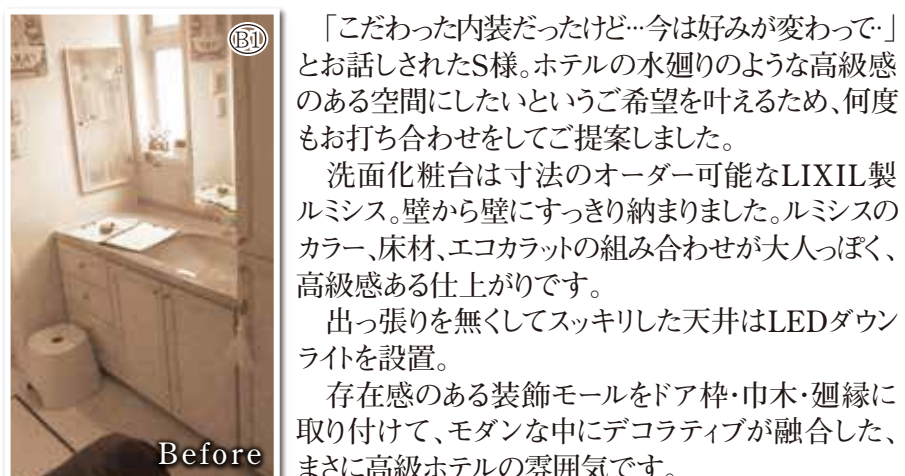 B1
「こだわった内装だったけど…今は好みが変わって‥」
とお話しされたS様。ホテルの水廻りのような高級感
のある空間にしたいというご希望を叶えるため、何度
もお打ち合わせをしてご提案しました。
洗面化粧台は寸法のオーダー可能なLIXIL製
ルミシス。壁から壁にすっきり納まりました。ルミシスの
カラー、床材、エコカラットの組み合わせが大人っぽく、
高級感ある仕上がりです。
出っ張りを無くしてスッキリした天井はLEDダウン
ライトを設置。
存在感のある装飾モールをドア枠・巾木・廻縁に
取り付けて、モダンな中にデコラティブが融合した、
まさに高級ホテルの雰囲気です。
Before